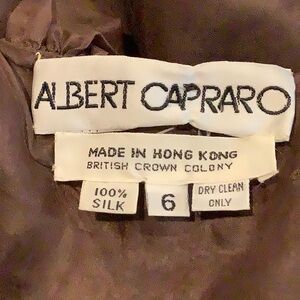 ALBERT CAPRARO
MADE IN HONG KONG
BRITISH CROWN COLONY
100%
SILK
6
DRY CLEAN
ONLY